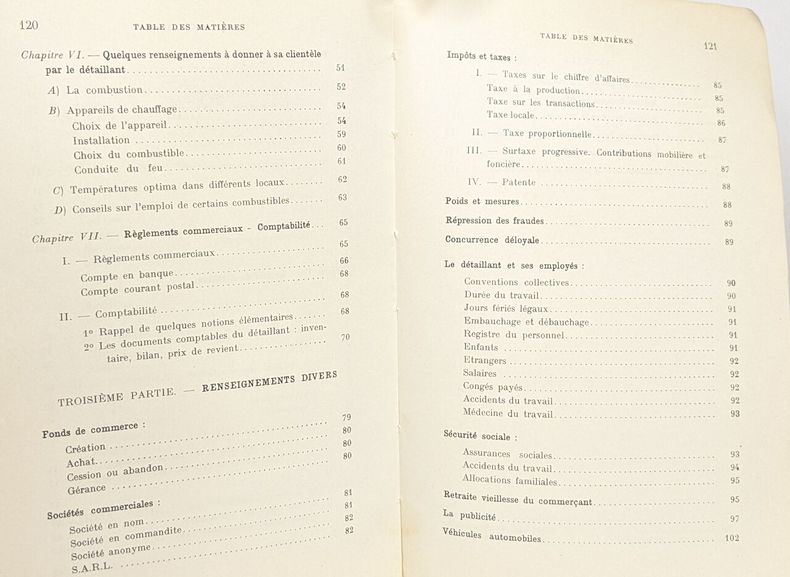 120
TABLE DES MATIÈRES
Chapitre VI. — Quelques renseignements à donner à sa clientèle
par le détaillant 51
A) La combustion 52
B) Appareils de chauffage 54
Choix de l'appareil 54
Installation 59
Choix du combustible 60
Conduite du feu 61
C) Températures optima dans différents locaux 62
D) Conseils sur l'emploi de certains combustibles 63
Chapitre VII. — Règlements commerciaux - Comptabilité 65
I. — Règlements commerciaux 65
Compte en banque 66
Compte courant postal 68
II. — Comptabilité 68
1º Rappel de quelques notions élémentaires 68
2º Les documents comptables du détaillant : inven-
taire, bilan, prix de revient 70
TROISIÈME PARTIE. — RENSEIGNEMENTS DIVERS
Fonds de commerce :
Création 79
Achat 80
Cession ou abandon 80
Gérance 80
Sociétés commerciales :
Société en nom 81
Société en commandite 81
Société anonyme 82
S.A.R.L. 82
TABLE DES MATIÈRES
121
Impôts et taxes :
I. — Taxes sur le chiffre d'affaires 85
Taxe à la production 85
Taxe sur les transactions 85
Taxe locale 86
II. — Taxe proportionnelle 87
III. — Surtaxe progressive. Contributions mobilière et
foncière 87
IV. — Patente 88
Poids et mesures 88
Répression des fraudes 89
Concurrence déloyale 89
Le détaillant et ses employés :
Conventions collectives 90
Durée du travail 90
Jours fériés légaux 91
Embauchage et débauchage 91
Registre du personnel 91
Enfants 91
Etrangers 92
Salaires 92
Congés payés 92
Accidents du travail 92
Médecine du travail 93
Sécurité sociale :
Assurances sociales 93
Accidents du travail 94
Allocations familiales 95
Retraite vieillesse du commerçant 95
La publicité 97
Véhicules automobiles 102